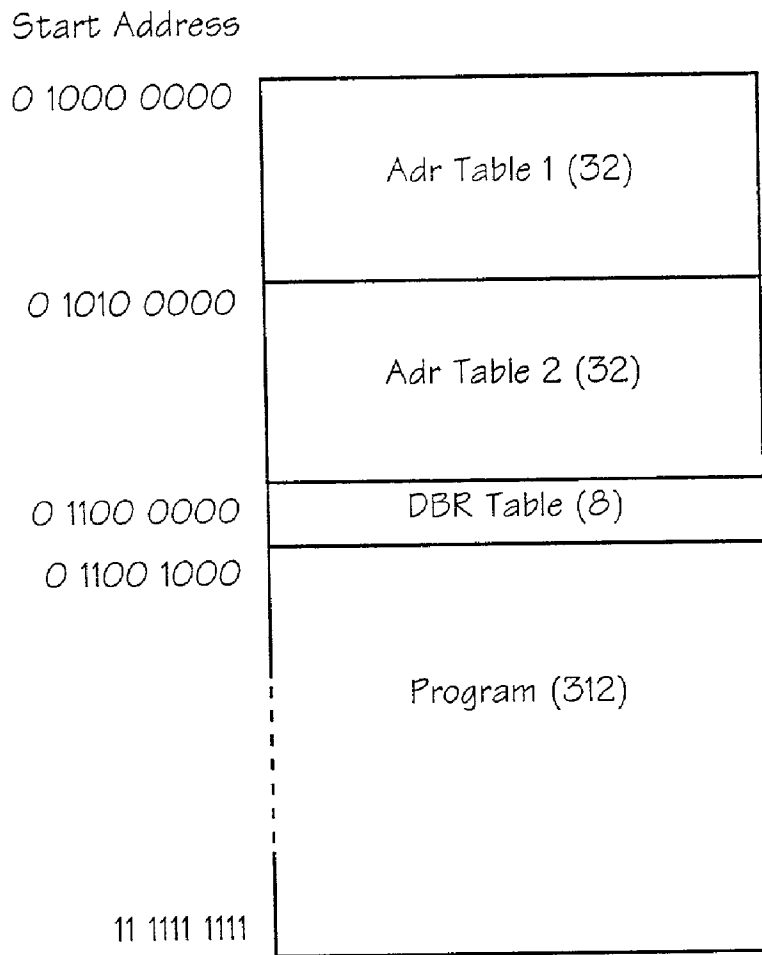 Start Address
0 1000 0000
Adr Table 1 (32)
0 1010 0000
Adr Table 2 (32)
0 1100 0000
DBR Table (8)
0 1100 1000
Program (312)
11 1111 1111